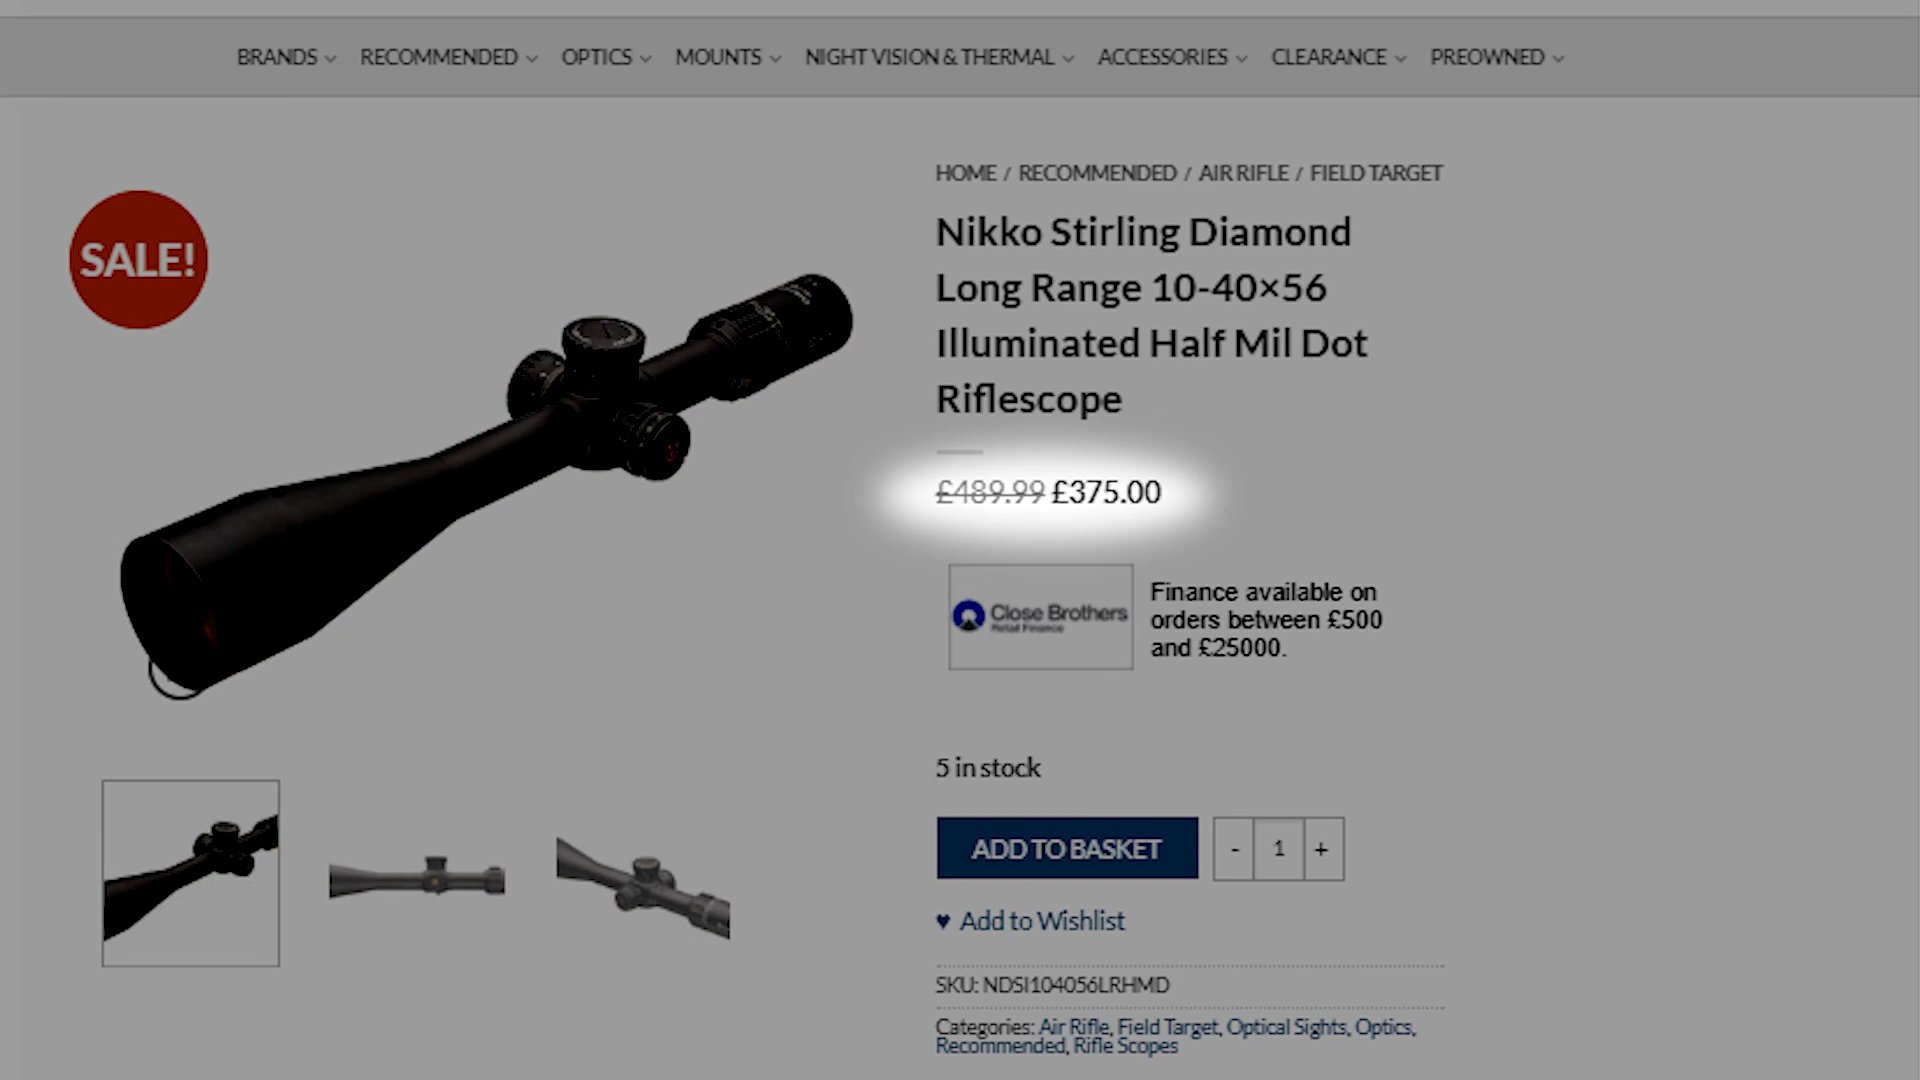 BRANDS RECOMMENDED OPTICS MOUNTS NIGHT VISION & THERMAL ACCESSORIES CLEARANCE PREOWNED
HOME / RECOMMENDED / AIR RIFLE / FIELD TARGET
SALE!
Nikko Stirling Diamond
Long Range 10-40×56
Illuminated Half Mil Dot
Riflescope
£489.99 £375.00
Close Brothers
Retail Finance
Finance available on
orders between £500
and £25000.
5 in stock
ADD TO BASKET - 1 +
♥ Add to Wishlist
SKU: NDSI104056LRHMD
Categories: Air Rifle, Field Target, Optical Sights, Optics,
Recommended, Rifle Scopes